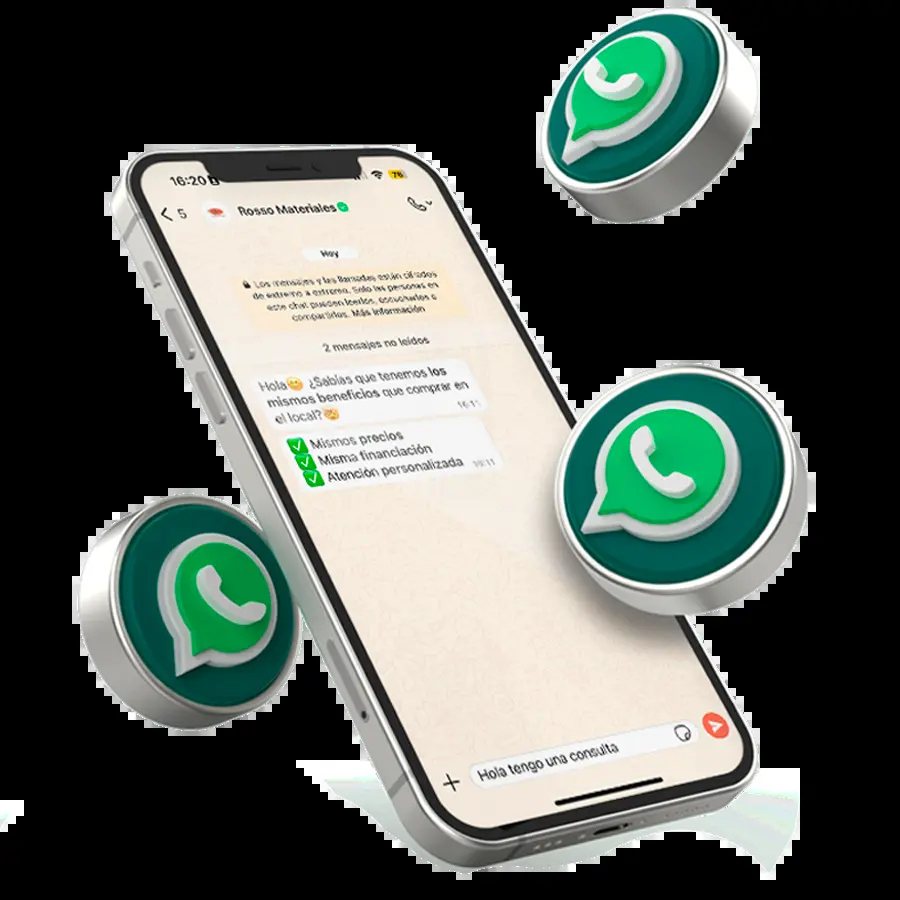 16:20
76
5 Rosso Materiales
Hoy
Los mensajes y las llamadas están cifrados
de extremo a extremo. Solo las personas en
este chat pueden leerlos, escucharlos o
compartirlos. Más información
2 mensajes no leídos
Hola😀 ¿Sabías que tenemos los
mismos beneficios que comprar en
el local?🤯
16:11
✅ Mismos precios
✅ Misma financiación
✅ Atención personalizada 16:11
Hola tengo una consulta